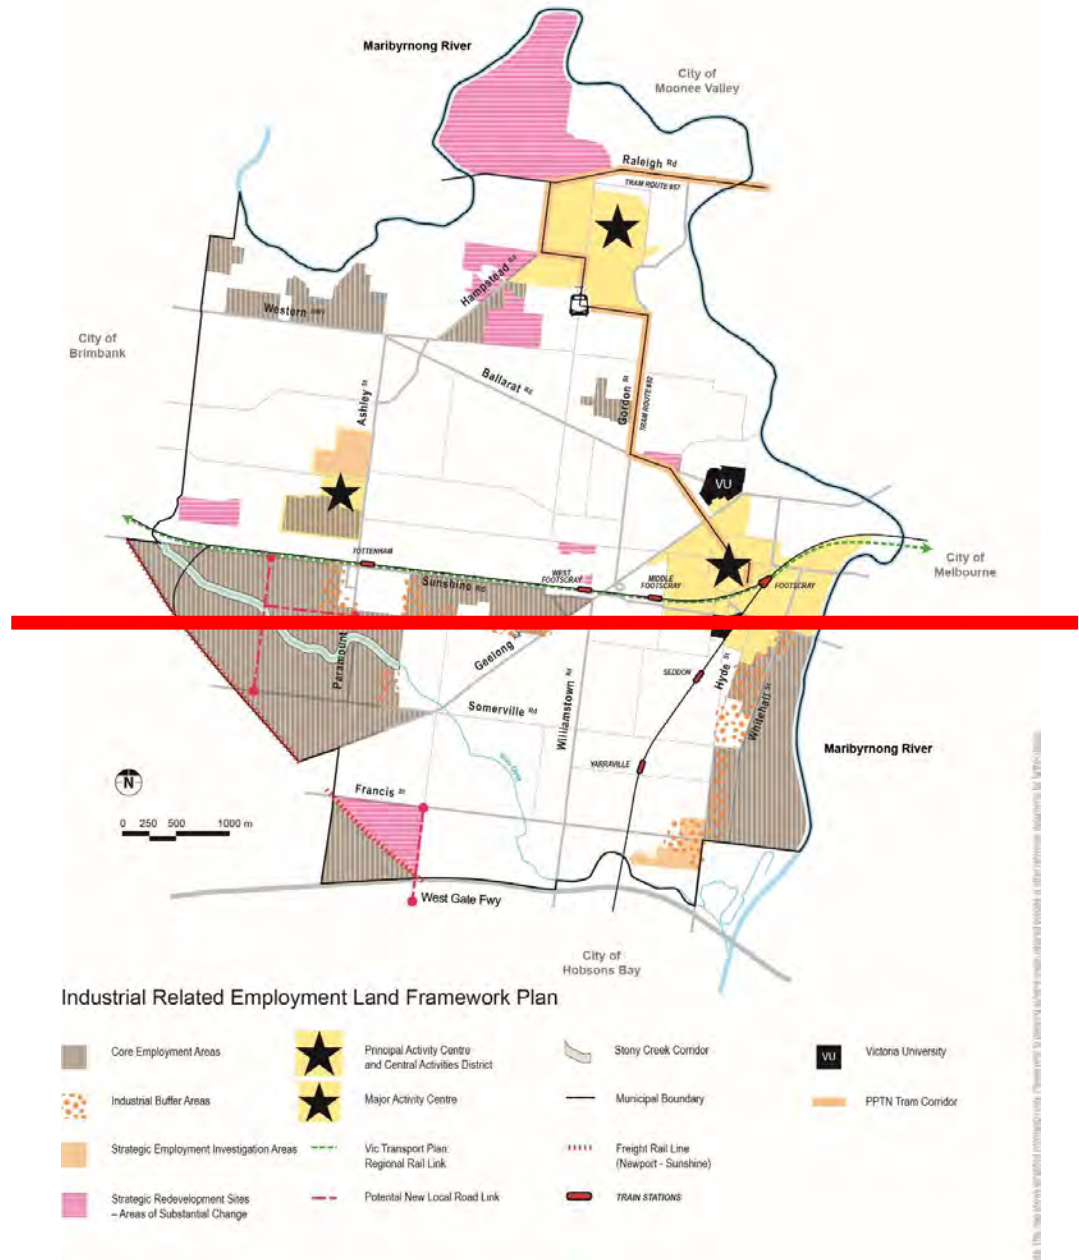 Maribyrnong River
City of
Moonee Valley
Raleigh Rd
TRAM ROUTE #57
Hampstead Rd
Western HWY
City of
Brimbank
Ballarat Rd
Ashley St
Gordon St
TRAM ROUTE #82
VU
TOTTENHAM
Sunshine Rd
WEST
FOOTSCRAY
MIDDLE
FOOTSCRAY
FOOTSCRAY
City of
Melbourne
Paramount
Geelong Rd
SEDDON
Hyde St
Whitehall St
Somerville Rd
Williamstown Rd
Stony Creek
YARRAVILLE
Maribyrnong River
N
Francis St
0 250 500 1000 m
West Gate Fwy
City of
Hobsons Bay
Industrial Related Employment Land Framework Plan
Core Employment Areas
Industrial Buffer Areas
Strategic Employment Investigation Areas
Strategic Redevelopment Sites
– Areas of Substantial Change
Principal Activity Centre
and Central Activities District
Major Activity Centre
Vic Transport Plan:
Regional Rail Link
Potental New Local Road Link
Stony Creek Corridor
Municipal Boundary
Freight Rail Line
(Newport - Sunshine)
TRAIN STATIONS
VU
Victoria University
PPTN Tram Corridor